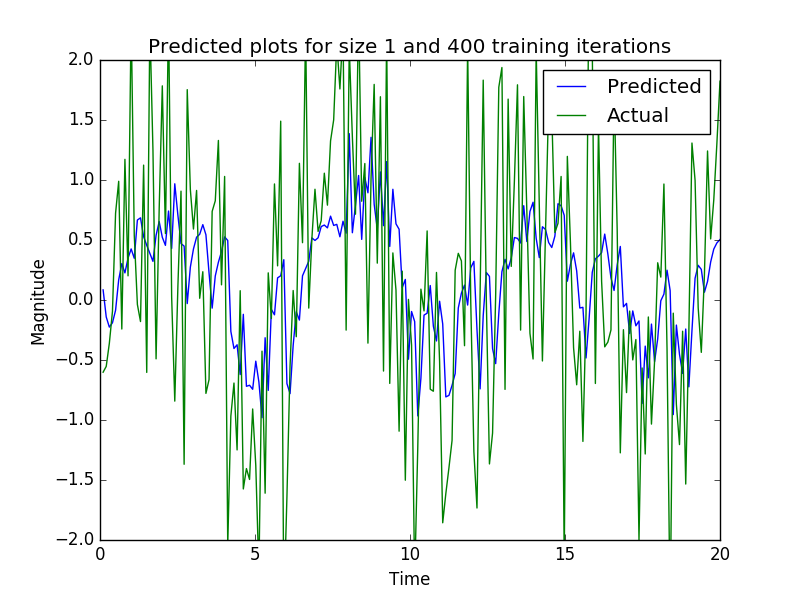 Predicted plots for size 1 and 400 training iterations
Predicted
Actual
2.0
1.5
1.0
0.5
0.0
−0.5
−1.0
−1.5
−2.0
Magnitude
0
5
10
15
20
Time